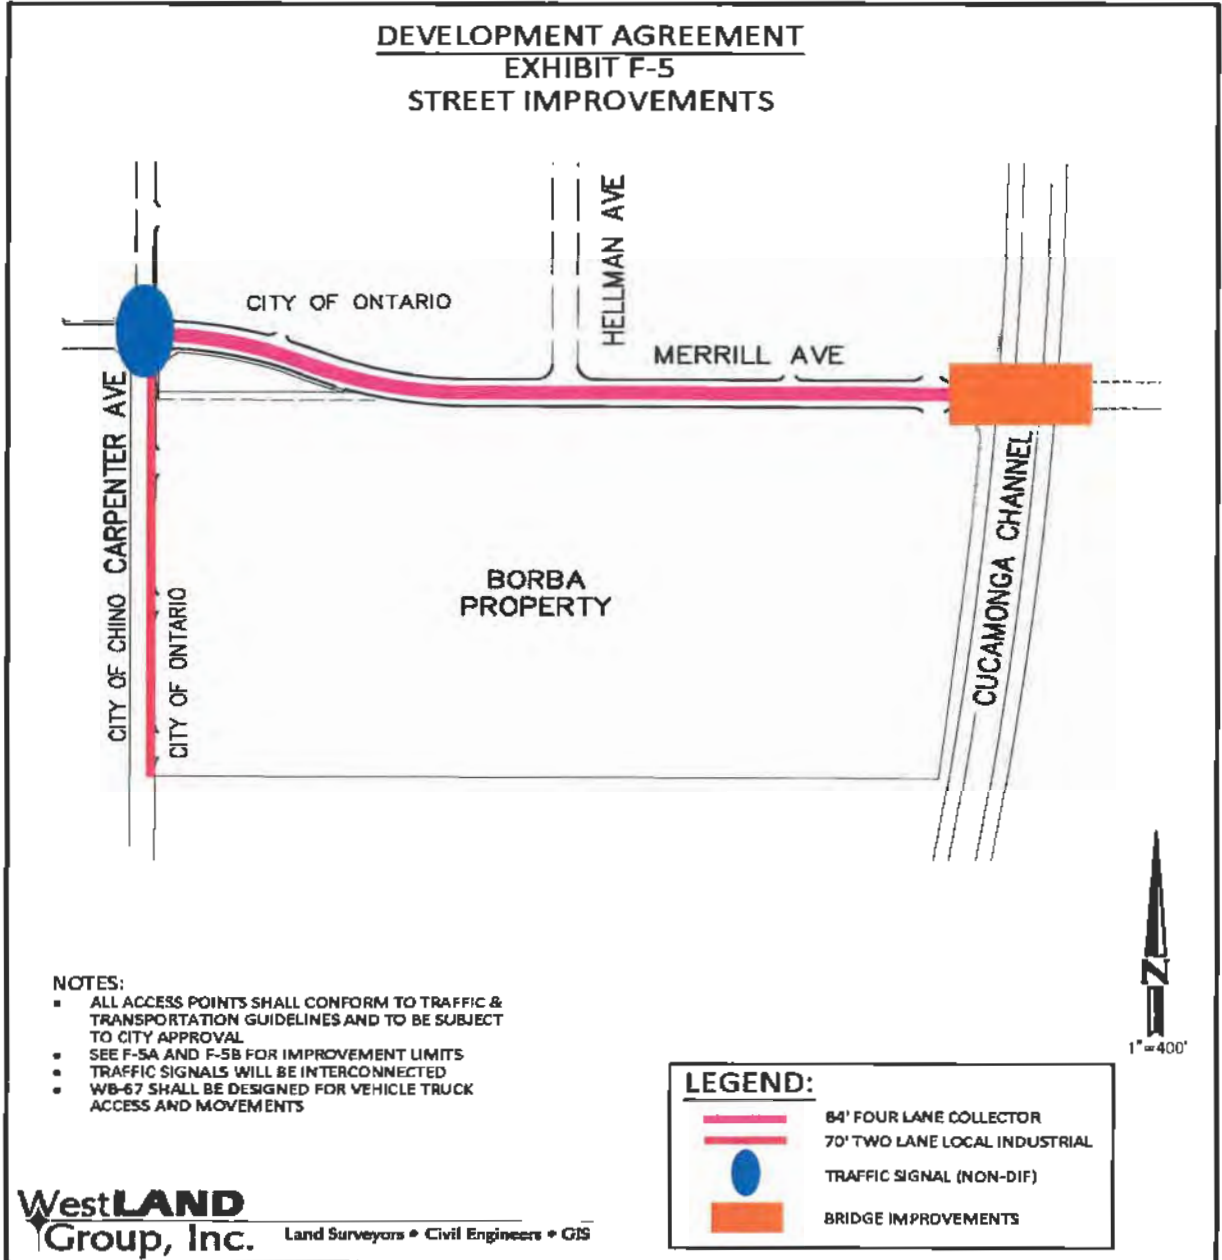 DEVELOPMENT AGREEMENT
EXHIBIT F-5
STREET IMPROVEMENTS
CITY OF ONTARIO
HELLMAN AVE
MERRILL AVE
CITY OF CHINO
CARPENTER AVE
CITY OF ONTARIO
BORBA
PROPERTY
CUCAMONGA CHANNEL
N
1"=400'
NOTES:
▪ ALL ACCESS POINTS SHALL CONFORM TO TRAFFIC &
TRANSPORTATION GUIDELINES AND TO BE SUBJECT
TO CITY APPROVAL
▪ SEE F-5A AND F-5B FOR IMPROVEMENT LIMITS
▪ TRAFFIC SIGNALS WILL BE INTERCONNECTED
▪ WB-67 SHALL BE DESIGNED FOR VEHICLE TRUCK
ACCESS AND MOVEMENTS
LEGEND:
84' FOUR LANE COLLECTOR
70' TWO LANE LOCAL INDUSTRIAL
TRAFFIC SIGNAL (NON-DIF)
BRIDGE IMPROVEMENTS
WestLAND
Group, Inc.
Land Surveyors • Civil Engineers • GIS